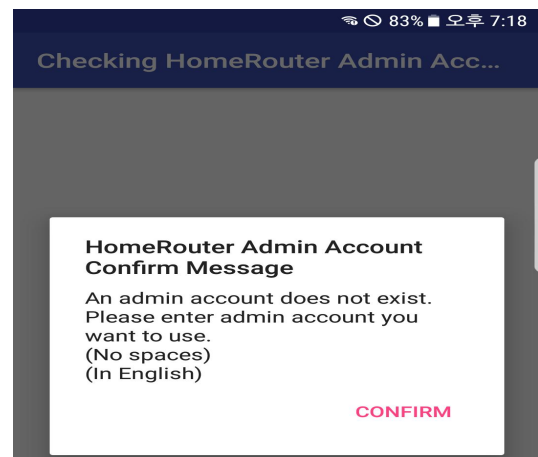 83% 오후 7:18
Checking HomeRouter Admin Acc...
HomeRouter Admin Account
Confirm Message
An admin account does not exist.
Please enter admin account you
want to use.
(No spaces)
(In English)
CONFIRM